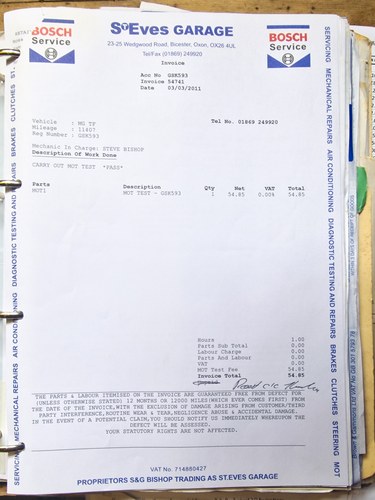 BOSCH
Service
ST EVES GARAGE
23-25 Wedgwood Road, Bicester, Oxon, OX26 4UL
Tel/Fax (01869) 249920
BOSCH
Service
Invoice
Acc No GSK593
Invoice 54741
Date 03/03/2011
Vehicle : MG TF
Tel No. 01869 249920
Mileage : 11407
Reg Number : GSK593
Mechanic In Charge: STEVE BISHOP
Description Of Work Done
CARRY OUT MOT TEST *PASS*
Parts Description Qty Net VAT Total
MOT1 MOT TEST - GSK593 1 54.85 0.00% 54.85
Hours 1.00
Parts Sub Total 0.00
Labour Charge 0.00
Parts And Labour 0.00
VAT 0.00
MOT Test Fee 54.85
Invoice Total 54.85
THE PARTS & LABOUR ITEMISED ON THE INVOICE ARE GUARANTEED FREE FROM DEFECT FOR
(UNLESS OTHERWISE STATED) 12 MONTHS OR 12000 MILES(WHICH EVER COMES FIRST) FROM
THE DATE OF THE INVOICE, WITH THE EXCLUSION OF DAMAGE ARISING FROM CUSTOMER/THIRD
PARTY INTERFERENCE, ROUTINE WEAR & TEAR, NEGLIGENCE ABUSE & ACCIDENTAL DAMAGE.
IN THE EVENT OF A POTENTIAL CLAIM, YOU SHOULD NOTIFY US IMMEDIATELY WHEREUPON THE
DEFECT WILL BE ASSESSED.
YOUR STATUTORY RIGHTS ARE NOT AFFECTED.
VAT No. 714880427
PROPRIETORS S&G BISHOP TRADING AS ST.EVES GARAGE
SERVICING MECHANICAL REPAIRS AIR CONDITIONING DIAGNOSTIC TESTING AND REPAIRS BRAKES CLUTCHES
SERVICING MECHANICAL REPAIRS AIR CONDITIONING DIAGNOSTIC TESTING AND REPAIRS BRAKES CLUTCHES STEERING MOT